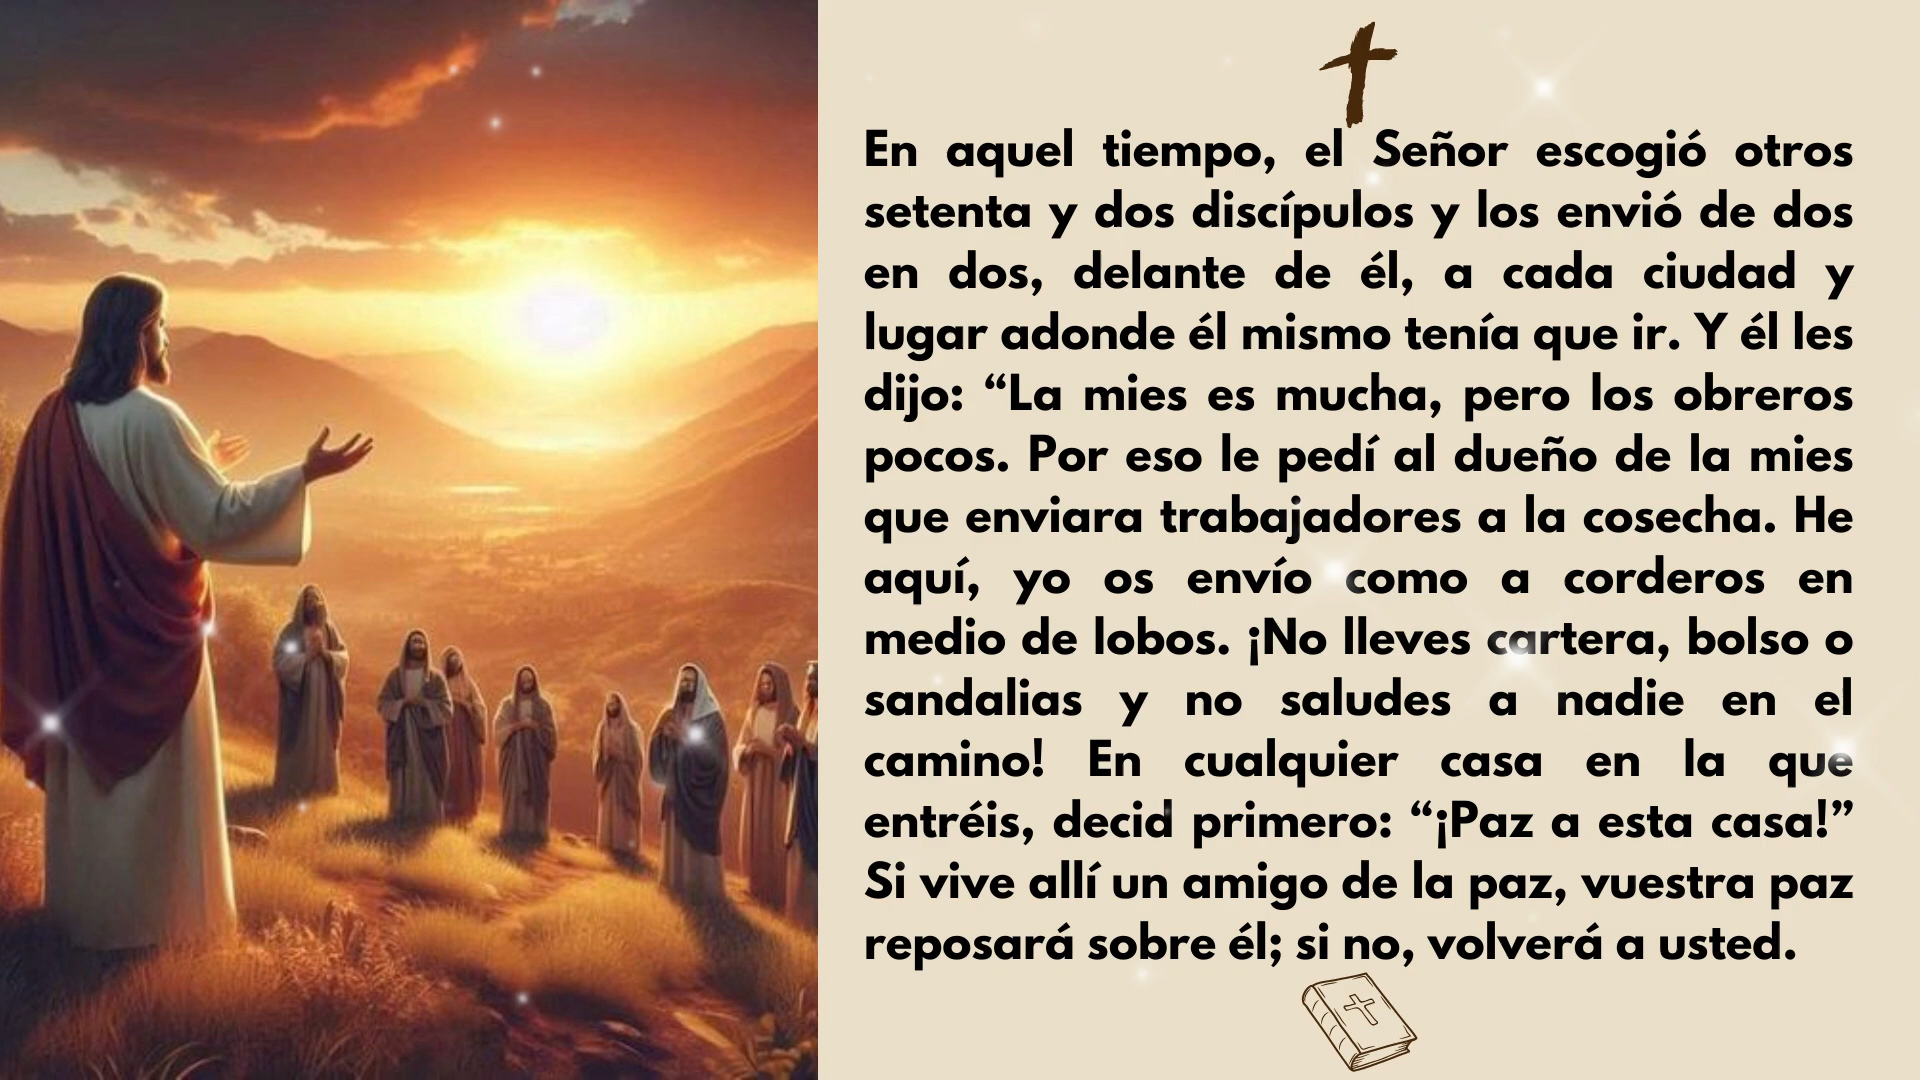 En aquel tiempo, el Señor escogió otros
setenta y dos discípulos y los envió de dos
en dos, delante de él, a cada ciudad y
lugar adonde él mismo tenía que ir. Y él les
dijo: “La mies es mucha, pero los obreros
pocos. Por eso le pedí al dueño de la mies
que enviara trabajadores a la cosecha. He
aquí, yo os envío como a corderos en
medio de lobos. ¡No lleves cartera, bolso o
sandalias y no saludes a nadie en el
camino! En cualquier casa en la que
entréis, decid primero: “¡Paz a esta casa!”
Si vive allí un amigo de la paz, vuestra paz
reposará sobre él; si no, volverá a usted.